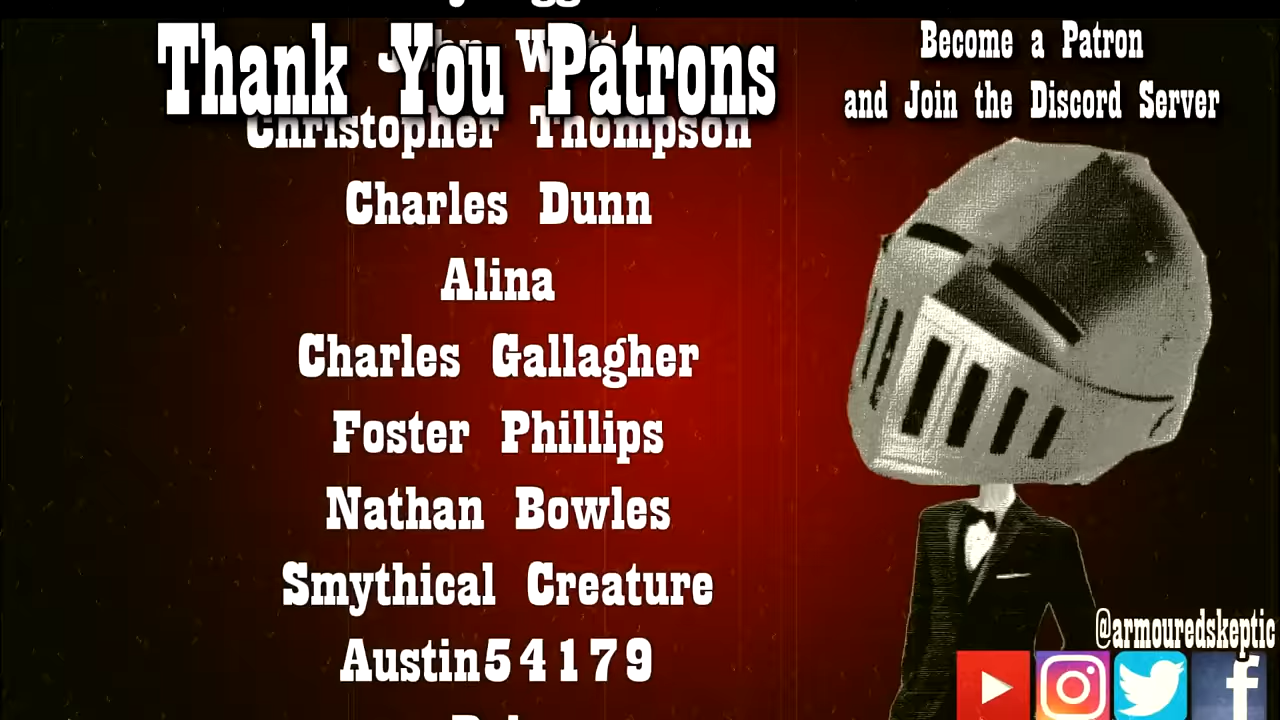 Thank You Patrons
Christopher Thompson
Charles Dunn
Alina
Charles Gallagher
Foster Phillips
Nathan Bowles
Smythical Creature
Austin54179
Become a Patron
and Join the Discord Server
@armouredskeptic